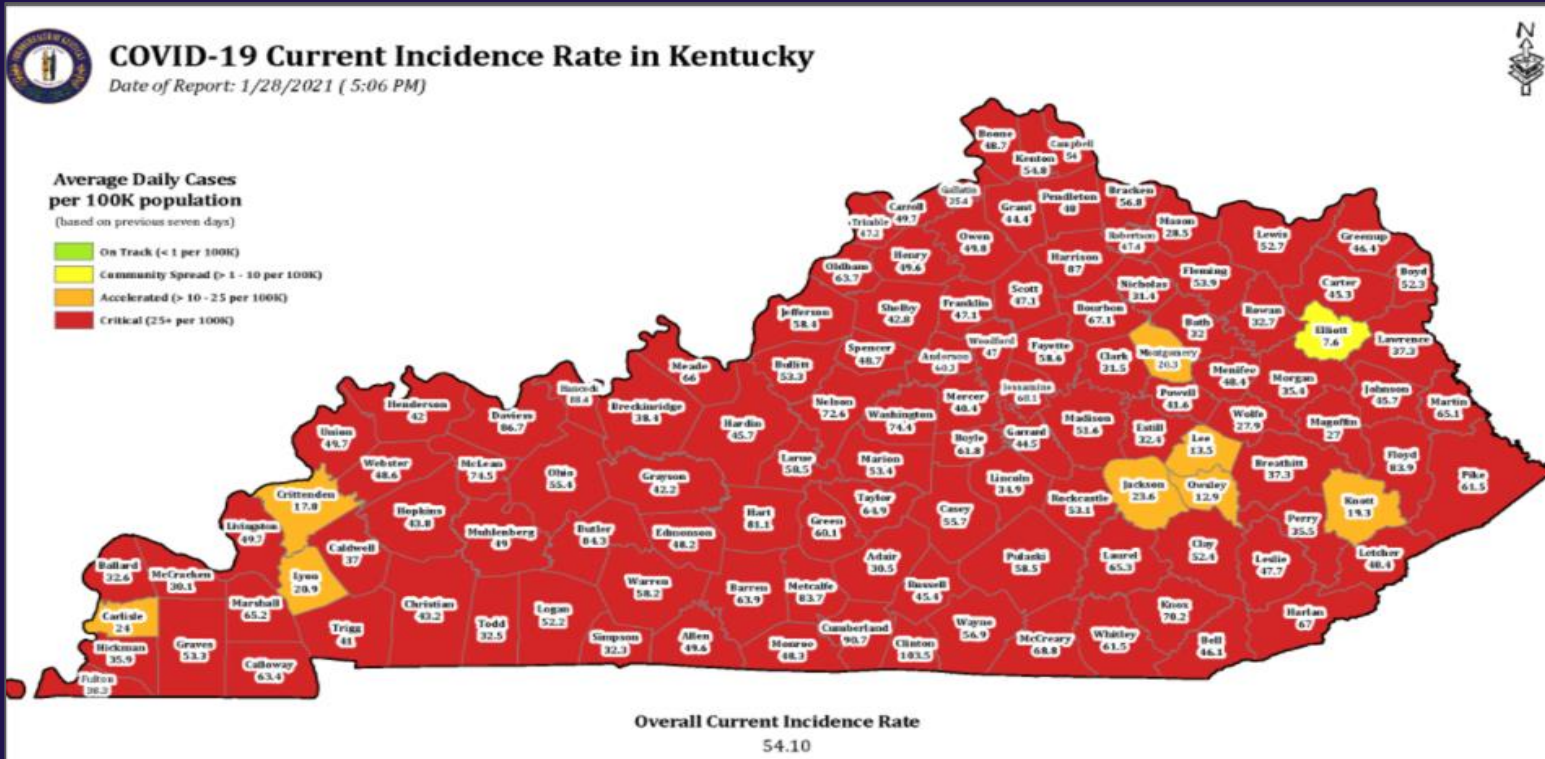 COVID-19 Current Incidence Rate in Kentucky
Date of Report: 1/28/2021 ( 5:06 PM)
N
Average Daily Cases
per 100K population
(based on previous seven days)
On Track (< 1 per 100K)
Community Spread (> 1 - 10 per 100K)
Accelerated (> 10 - 25 per 100K)
Critical (25+ per 100K)
Boone
48.7
Campbell
54
Kenton
54.8
Gallatin
Grant
44.4
Pendleton
40
Bracken
56.8
Carroll
49.7
Trimble
47.2
Owen
49.8
Robertson
47.4
Mason
28.5
Lewis
52.7
Greenup
46.4
Henry
49.6
Oldham
63.7
Harrison
87
Nicholas
31.4
Fleming
53.9
Carter
45.3
Boyd
52.3
Jefferson
58.4
Shelby
42.8
Franklin
47.1
Scott
47.1
Bourbon
67.1
Bath
32
Rowan
32.7
Elliott
7.6
Lawrence
37.3
Spencer
48.7
Anderson
60.3
Woodford
47
Fayette
58.6
Clark
31.5
Montgomery
20.3
Menifee
48.4
Morgan
35.4
Johnson
45.7
Martin
65.1
Meade
66
Bullitt
53.3
Hancock
Breckinridge
38.4
Nelson
72.6
Washington
74.4
Mercer
40.4
Jessamine
60.1
Madison
51.6
Powell
41.6
Estill
32.4
Wolfe
27.9
Magoffin
27
Floyd
83.9
Pike
61.5
Henderson
42
Daviess
86.7
Union
49.7
Webster
48.6
McLean
74.5
Ohio
55.4
Grayson
42.2
Hardin
45.7
Larue
58.5
Marion
53.4
Boyle
61.8
Garrard
44.5
Lee
13.5
Breathitt
37.3
Crittenden
17.8
Livingston
49.7
Hopkins
43.8
Muhlenberg
49
Butler
84.3
Edmonson
48.2
Hart
81.1
Green
60.1
Taylor
64.9
Lincoln
34.9
Casey
55.7
Rockcastle
53.1
Jackson
23.6
Owsley
12.9
Perry
35.5
Knott
19.3
Letcher
40.4
Ballard
32.6
McCracken
30.1
Lyon
20.9
Caldwell
37
Warren
58.2
Barren
63.9
Metcalfe
83.7
Adair
30.5
Russell
45.4
Pulaski
58.5
Laurel
65.3
Clay
52.4
Leslie
47.7
Harlan
67
Carlisle
24
Marshall
65.2
Trigg
41
Christian
43.2
Todd
32.5
Logan
52.2
Simpson
32.3
Allen
49.6
Monroe
48.3
Cumberland
90.7
Clinton
103.5
Wayne
56.9
McCreary
68.8
Whitley
61.5
Knox
70.2
Bell
46.1
Hickman
35.9
Graves
53.3
Calloway
63.4
Fulton
38.3
Overall Current Incidence Rate
54.10